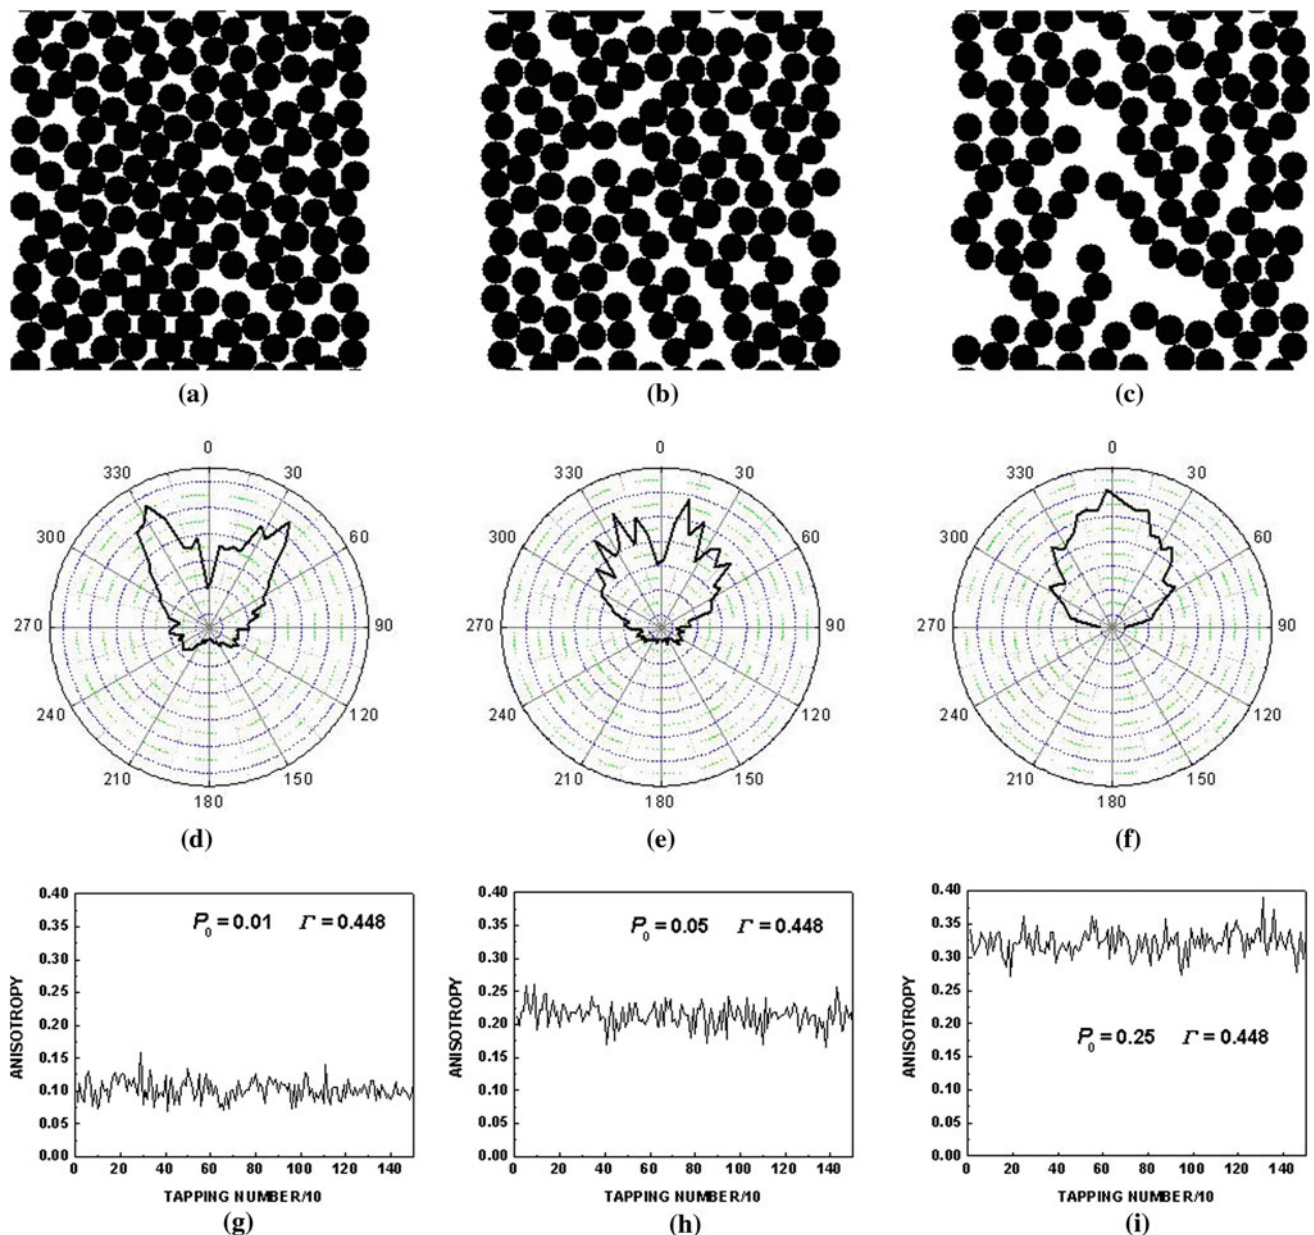 (a) (b) (c)
0 0 0
330 30 330 30 330 30
300 60 300 60 300 60
270 90 270 90 270 90
240 120 240 120 240 120
210 150 210 150 210 150
180 180 180
(d) (e) (f)
ANISOTROPY
0.40
0.35
0.30
0.25
0.20
0.15
0.10
0.05
0.00
P₀ = 0.01 Γ = 0.448
0 20 40 60 80 100 120 140
TAPPING NUMBER/10
(g)
ANISOTROPY
0.40
0.35
0.30
0.25
0.20
0.15
0.10
0.05
0.00
P₀ = 0.05 Γ = 0.448
0 20 40 60 80 100 120 140
TAPPING NUMBER/10
(h)
ANISOTROPY
0.40
0.35
0.30
0.25
0.20
0.15
0.10
0.05
0.00
P₀ = 0.25 Γ = 0.448
0 20 40 60 80 100 120 140
TAPPING NUMBER/10
(i)